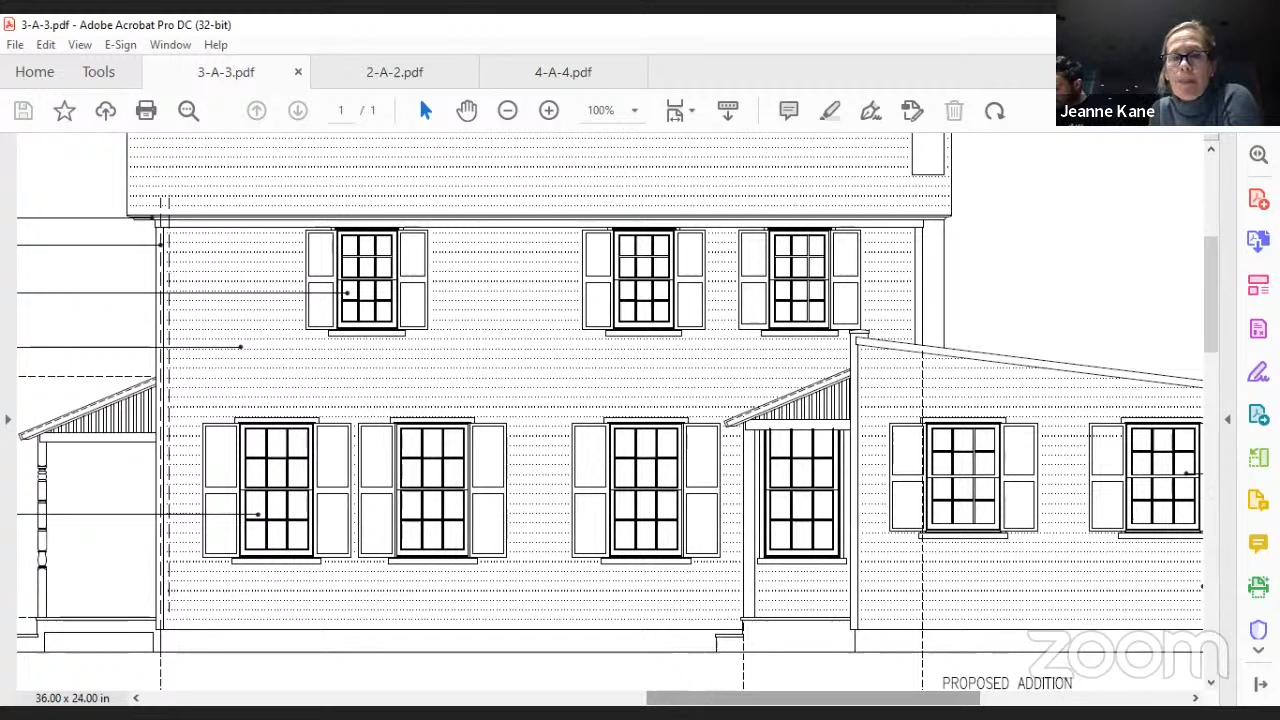 3-A-3.pdf - Adobe Acrobat Pro DC (32-bit)
File Edit View E-Sign Window Help
Home Tools 3-A-3.pdf × 2-A-2.pdf 4-A-4.pdf
1 / 1 100%
Jeanne Kane
zoom
PROPOSED ADDITION
36.00 x 24.00 in